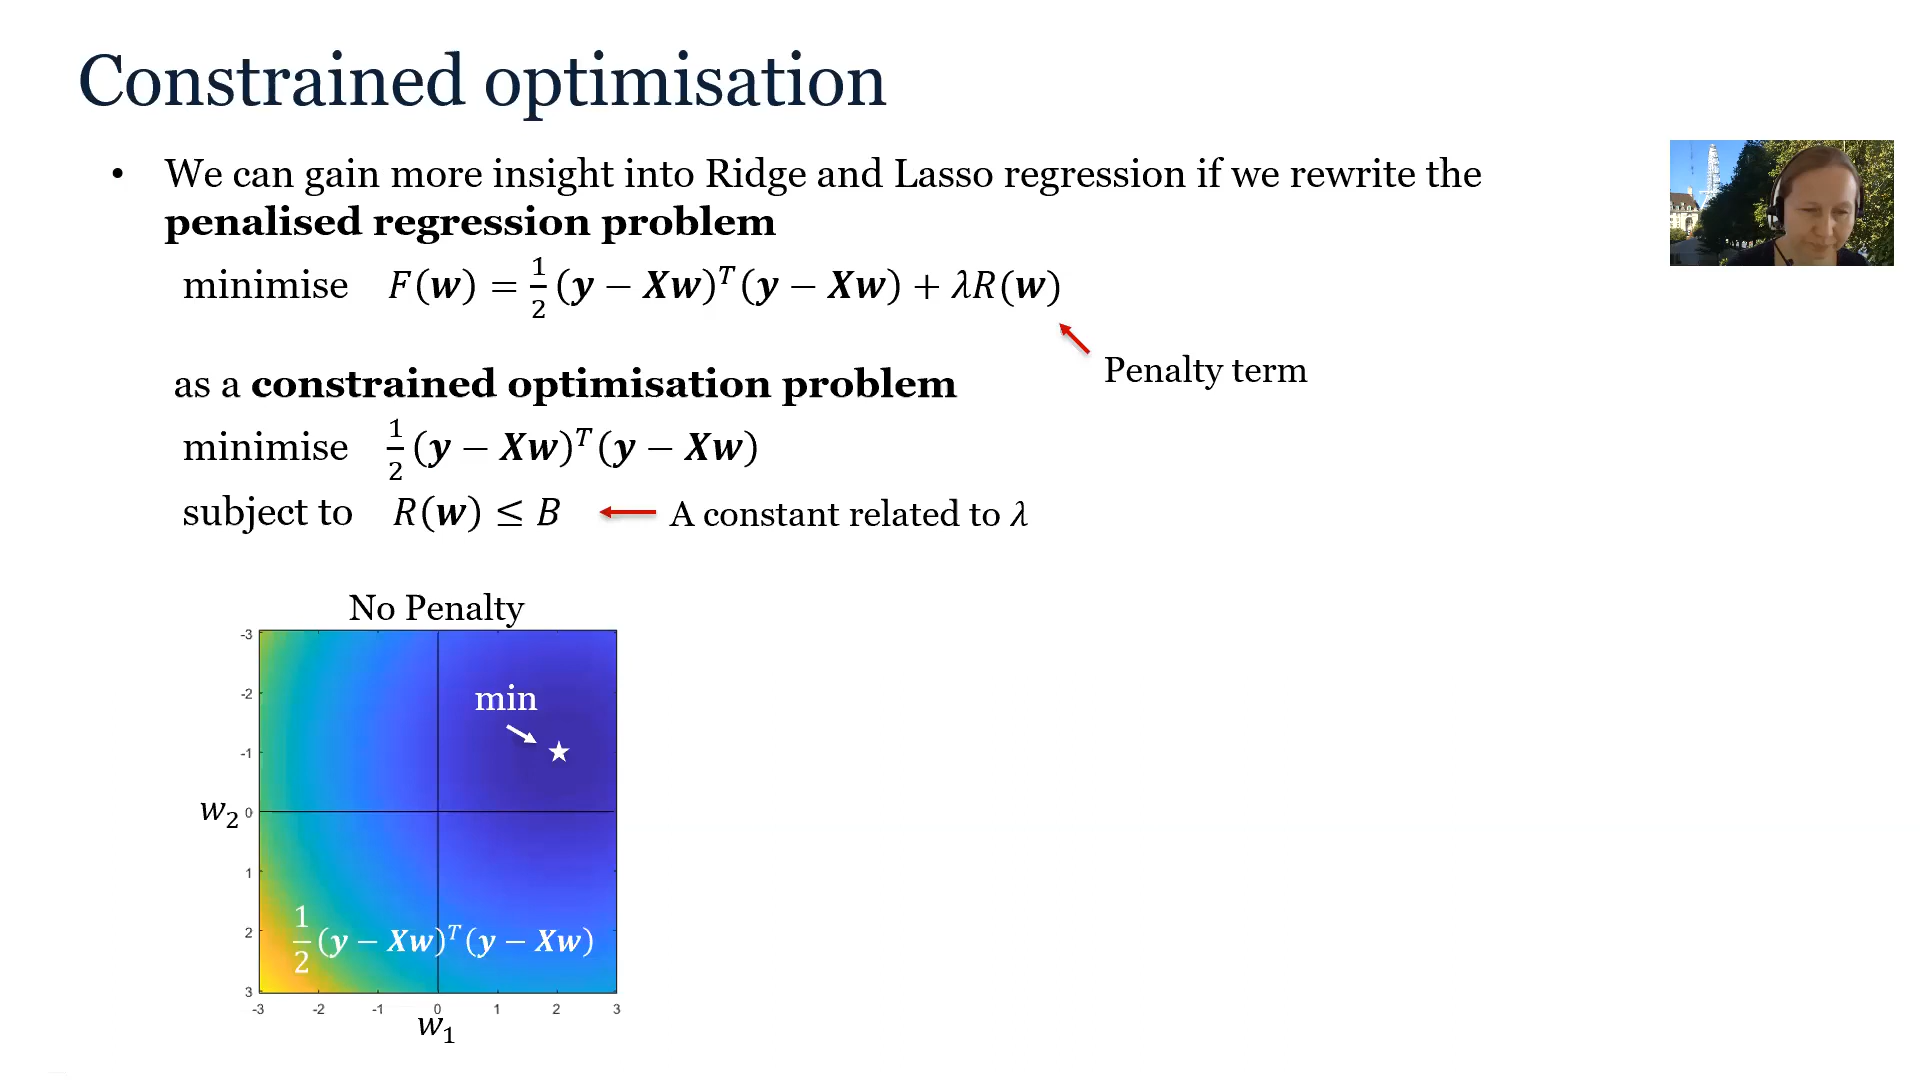 Constrained optimisation
• We can gain more insight into Ridge and Lasso regression if we rewrite the
penalised regression problem
minimise F(w) = 1/2 (y − Xw)^T (y − Xw) + λR(w)
Penalty term
as a constrained optimisation problem
minimise 1/2 (y − Xw)^T (y − Xw)
subject to R(w) ≤ B A constant related to λ
No Penalty
-3
-2
min
-1
w₂ 0
1
2
1/2 (y − Xw)^T (y − Xw)
3
-3 -2 -1 0 1 2 3
w₁